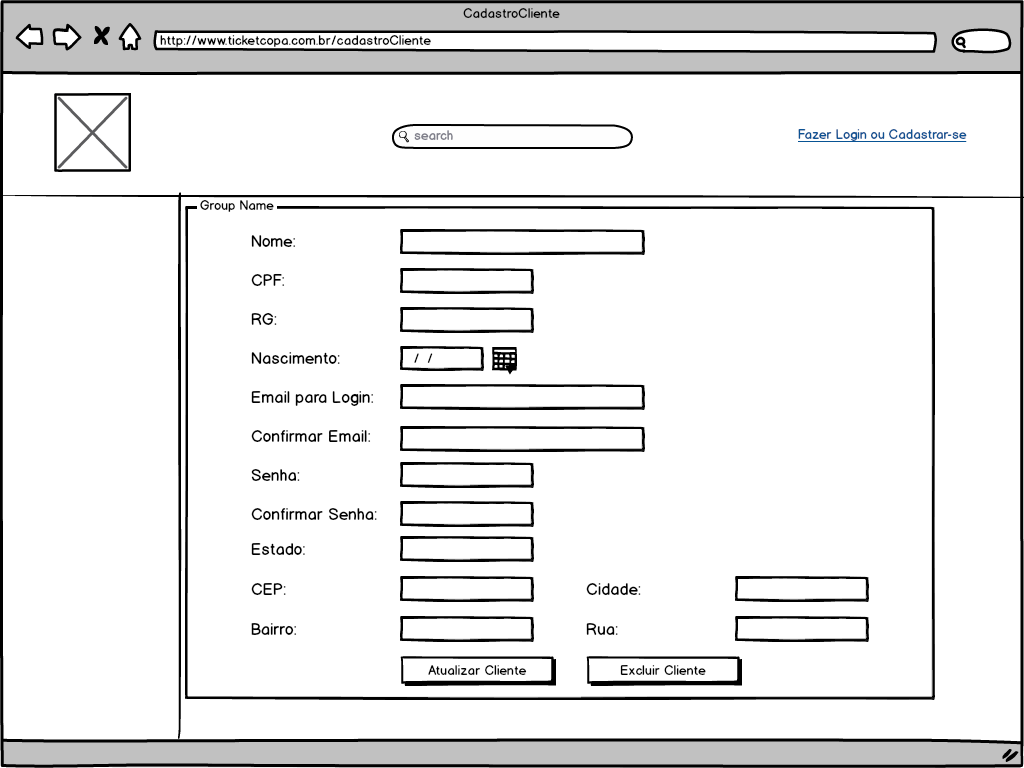 CadastroCliente
http://www.ticketcopa.com.br/cadastroCliente
search
Fazer Login ou Cadastrar-se
Group Name
Nome:
CPF:
RG:
Nascimento: / /
Email para Login:
Confirmar Email:
Senha:
Confirmar Senha:
Estado:
CEP: Cidade:
Bairro: Rua:
Atualizar Cliente Excluir Cliente